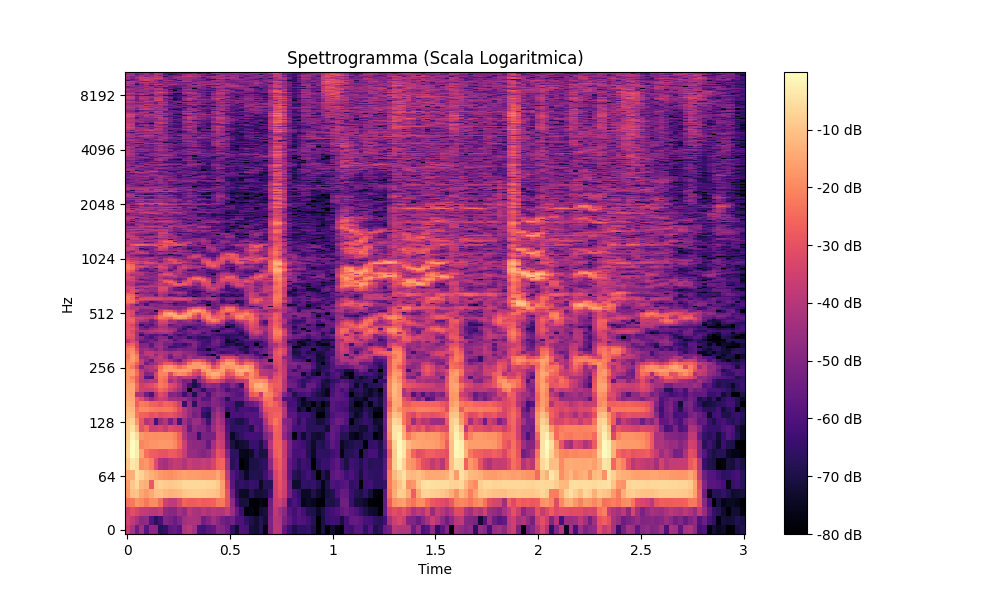 Spettrogramma (Scala Logaritmica)
8192
4096
2048
1024
512
256
128
64
0
Hz
0
0.5
1
1.5
2
2.5
3
Time
-10 dB
-20 dB
-30 dB
-40 dB
-50 dB
-60 dB
-70 dB
-80 dB